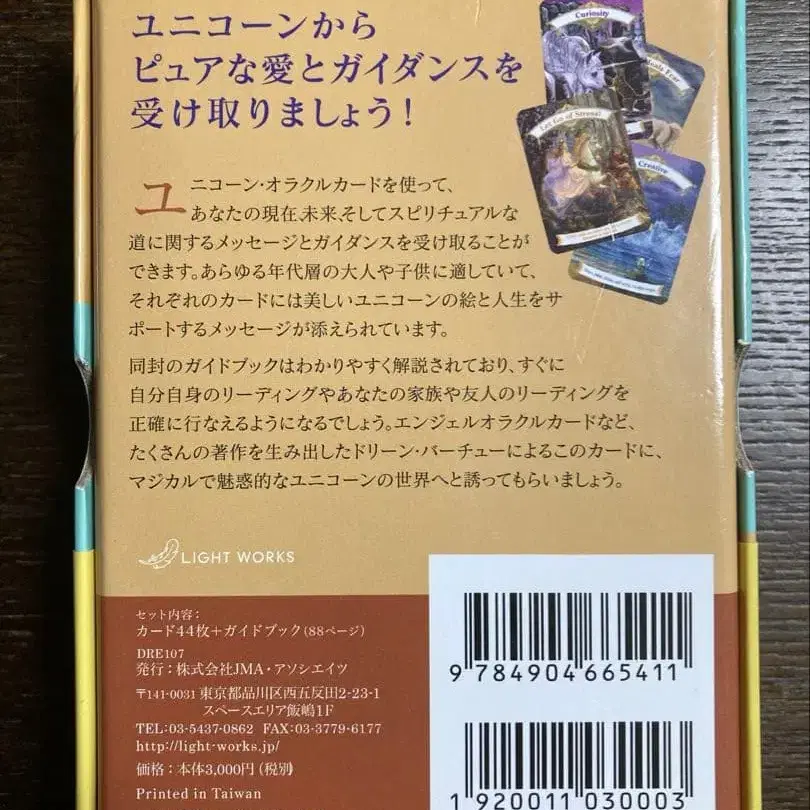 ユニコーンから
ピュアな愛とガイダンスを
受け取りましょう!
Curiosity
Let Go of Stress!
Creative
ユニコーン・オラクルカードを使って、
あなたの現在、未来、そしてスピリチュアルな
道に関するメッセージとガイダンスを受け取ることが
できます。あらゆる年代層の大人や子供に適していて、
それぞれのカードには美しいユニコーンの絵と人生をサ
ポートするメッセージが添えられています。
同封のガイドブックはわかりやすく解説されており、すぐに
自分自身のリーディングやあなたの家族や友人のリーディングを
正確に行なえるようになるでしょう。エンジェルオラクルカードなど、
たくさんの著作を生み出したドリーン・バーチューによるこのカードに、
マジカルで魅惑的なユニコーンの世界へと誘ってもらいましょう。
LIGHT WORKS
セット内容:
カード44枚+ガイドブック(88ページ)
DRE107
発行:株式会社JMA・アソシエイツ
〒141-0031 東京都品川区西五反田2-23-1
スペースエリア飯嶋1F
TEL:03-5437-0862 FAX:03-3779-6177
http://light-works.jp/
価格:本体3,000円(税別)
Printed in Taiwan
9 784904 665411
1920011030003